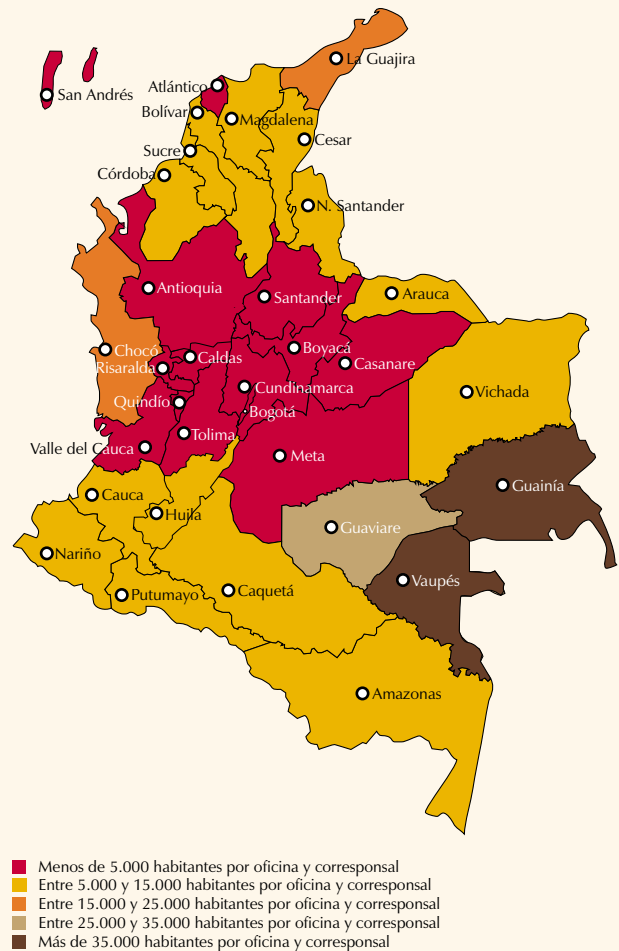 La Guajira
Atlántico
San Andrés
Bolívar
Magdalena
Cesar
Sucre
Córdoba
N. Santander
Antioquia
Santander
Arauca
Chocó
Caldas
Boyacá
Risaralda
Casanare
Cundinamarca
Vichada
Quindío
Bogotá
Tolima
Valle del Cauca
Meta
Guainía
Cauca
Huila
Guaviare
Nariño
Vaupés
Caquetá
Putumayo
Amazonas
Menos de 5.000 habitantes por oficina y corresponsal
Entre 5.000 y 15.000 habitantes por oficina y corresponsal
Entre 15.000 y 25.000 habitantes por oficina y corresponsal
Entre 25.000 y 35.000 habitantes por oficina y corresponsal
Más de 35.000 habitantes por oficina y corresponsal